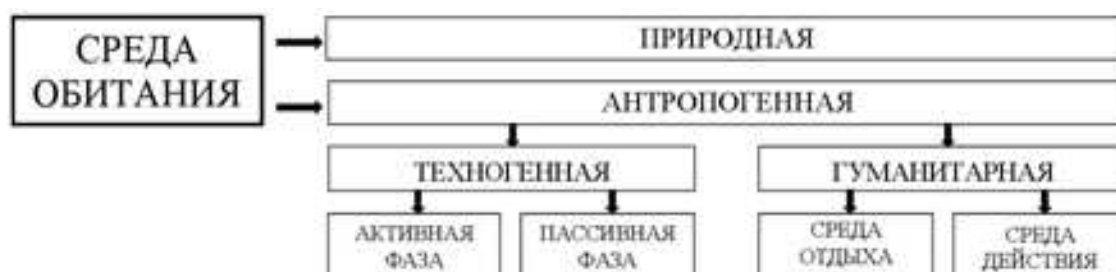 СРЕДА
ОБИТАНИЯ
ПРИРОДНАЯ
АНТРОПОГЕННАЯ
ТЕХНОГЕННАЯ
ГУМАНИТАРНАЯ
АКТИВНАЯ
ФАЗА
ПАССИВНАЯ
ФАЗА
СРЕДА
ОТДЫХА
СРЕДА
ДЕЙСТВИЯ